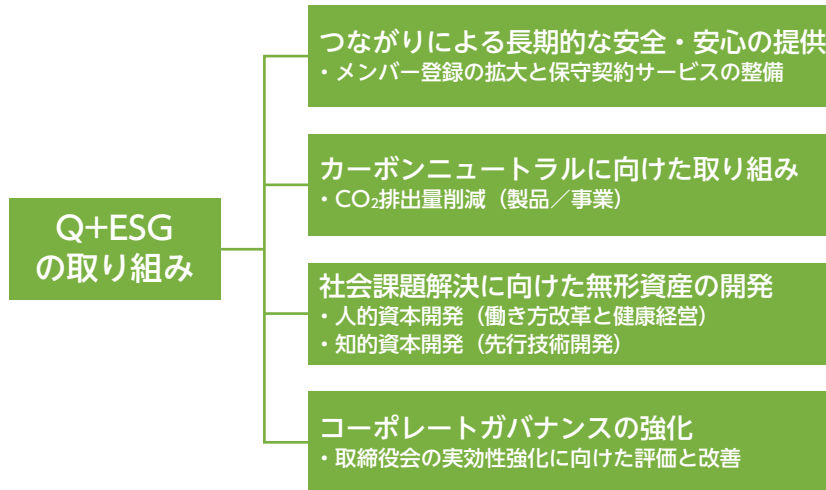 Q+ESG
の取り組み
つながりによる長期的な安全・安心の提供
・メンバー登録の拡大と保守契約サービスの整備
カーボンニュートラルに向けた取り組み
・CO₂排出量削減（製品／事業）
社会課題解決に向けた無形資産の開発
・人的資本開発（働き方改革と健康経営）
・知的資本開発（先行技術開発）
コーポレートガバナンスの強化
・取締役会の実効性強化に向けた評価と改善